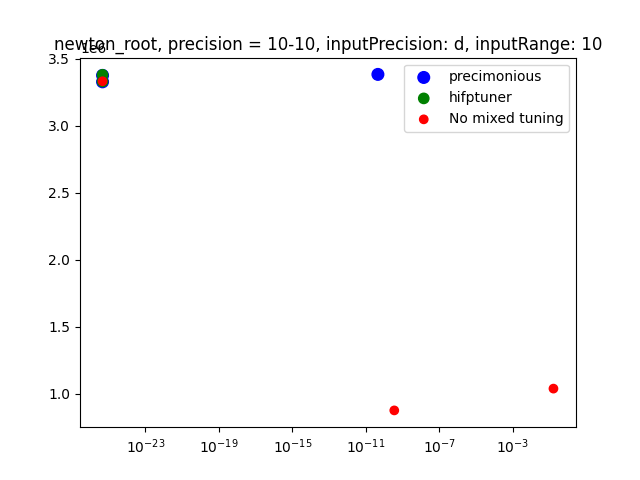 newton_root, precision = 10-10, inputPrecision: d, inputRange: 10
1e6
3.5
3.0
2.5
2.0
1.5
1.0
precimonious
hifptuner
No mixed tuning
10⁻²³ 10⁻¹⁹ 10⁻¹⁵ 10⁻¹¹ 10⁻⁷ 10⁻³